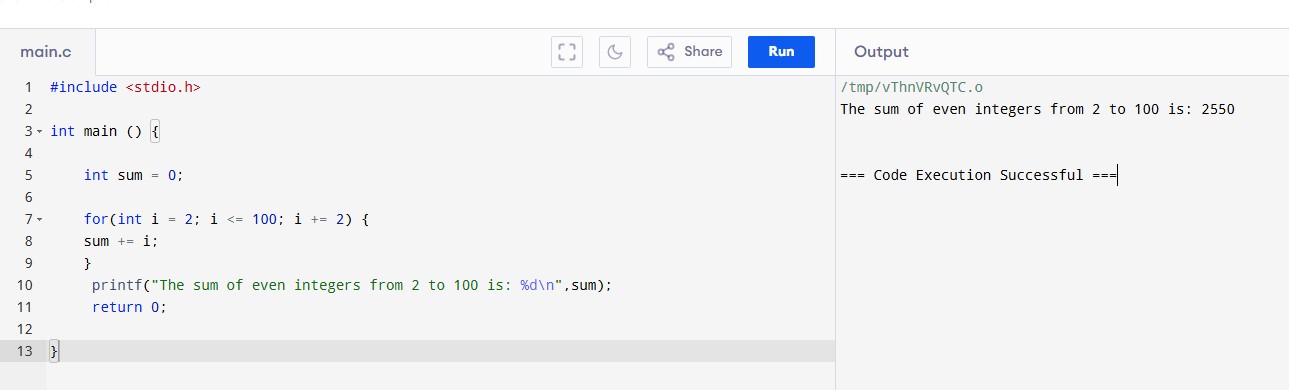 main.c
Share
Run
Output
1 #include <stdio.h>
2
3 int main () {
4
5 int sum = 0;
6
7 for(int i = 2; i <= 100; i += 2) {
8 sum += i;
9 }
10 printf("The sum of even integers from 2 to 100 is: %d\n",sum);
11 return 0;
12
13 }
/tmp/vThnVRvQTC.o
The sum of even integers from 2 to 100 is: 2550
=== Code Execution Successful ===